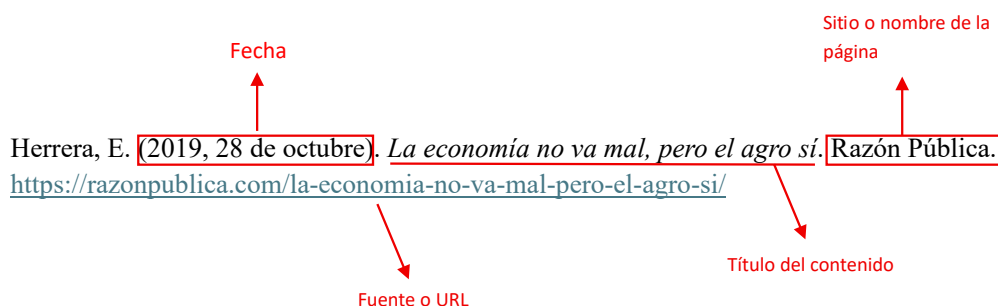 Sitio o nombre de la
página
Fecha
Herrera, E. (2019, 28 de octubre). La economía no va mal, pero el agro sí. Razón Pública.
https://razonpublica.com/la-economia-no-va-mal-pero-el-agro-si/
Título del contenido
Fuente o URL